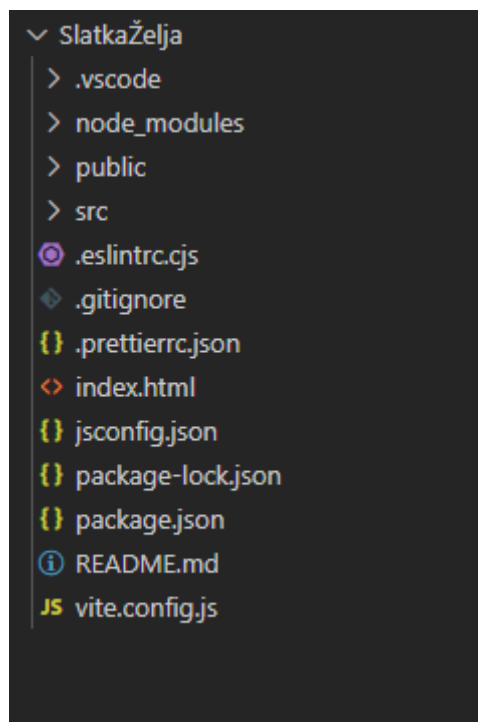 SlatkaŽelja
.vscode
node_modules
public
src
.eslintrc.cjs
.gitignore
{} .prettierrc.json
<> index.html
{} jsconfig.json
{} package-lock.json
{} package.json
README.md
JS vite.config.js